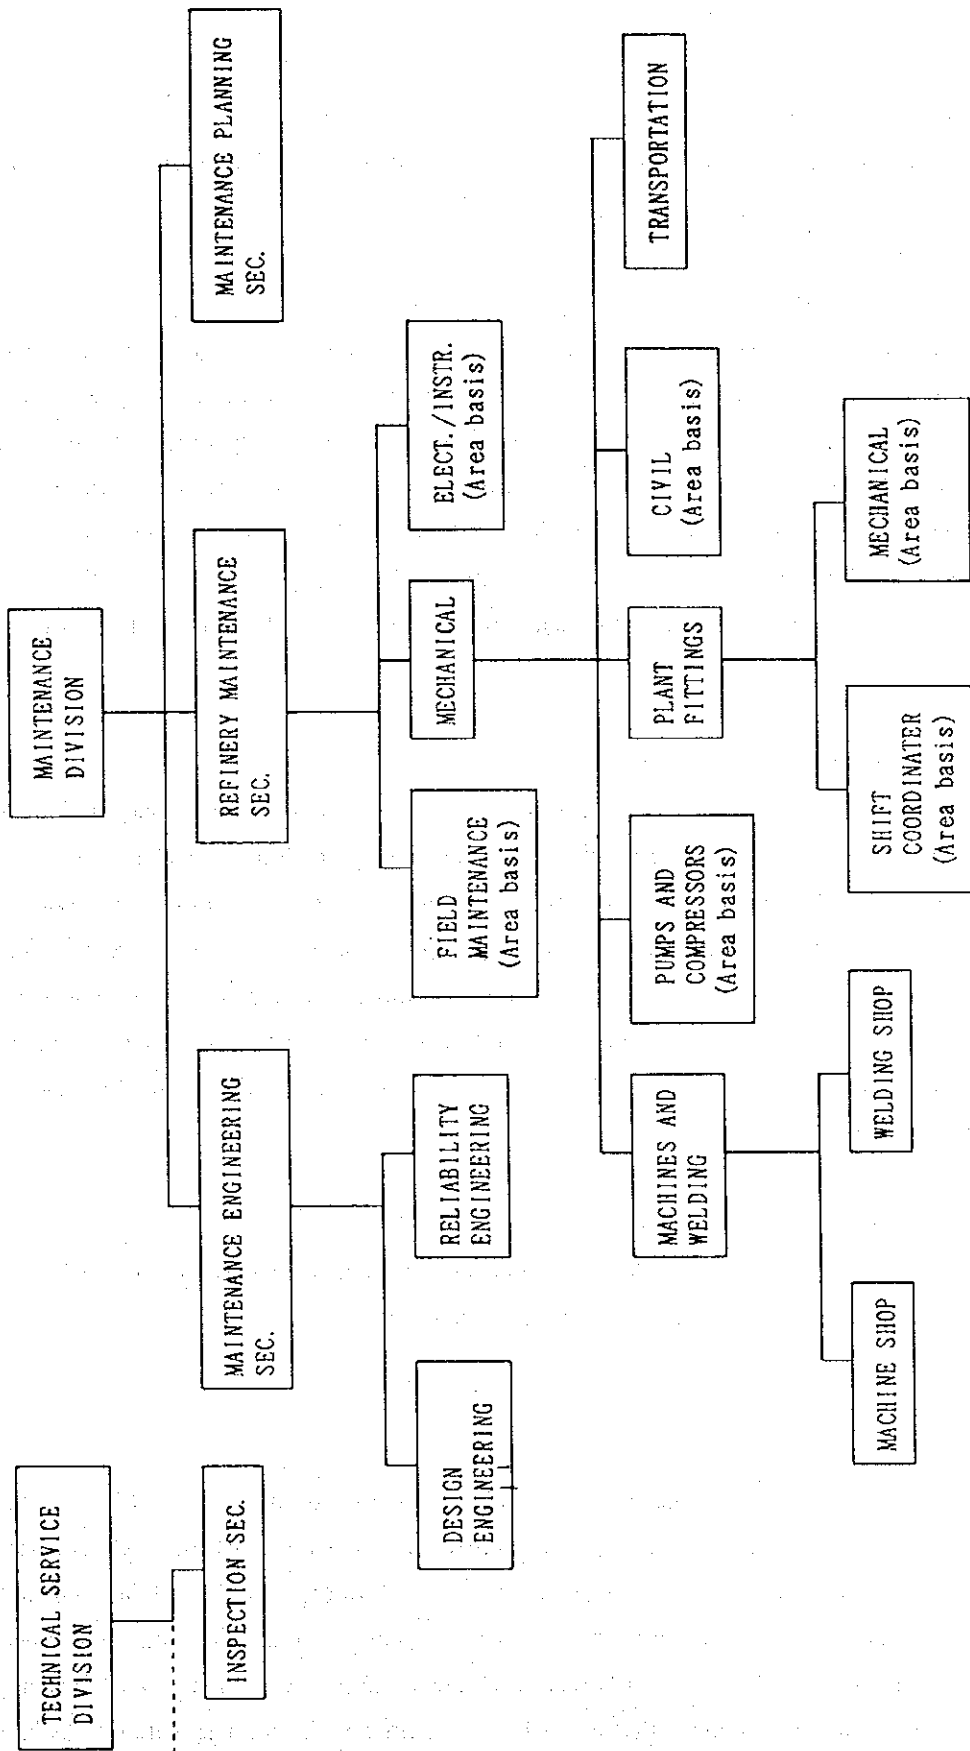 TECHNICAL SERVICE
DIVISION
MAINTENANCE
DIVISION
INSPECTION SEC.
MAINTENANCE ENGINEERING
SEC.
REFINERY MAINTENANCE
SEC.
MAINTENANCE PLANNING
SEC.
DESIGN
ENGINEERING
RELIABILITY
ENGINEERING
FIELD
MAINTENANCE
(Area basis)
MECHANICAL
ELECT./INSTR.
(Area basis)
MACHINES AND
WELDING
PUMPS AND
COMPRESSORS
(Area basis)
PLANT
FITTINGS
CIVIL
(Area basis)
TRANSPORTATION
MACHINE SHOP
WELDING SHOP
SHIFT
COORDINATER
(Area basis)
MECHANICAL
(Area basis)